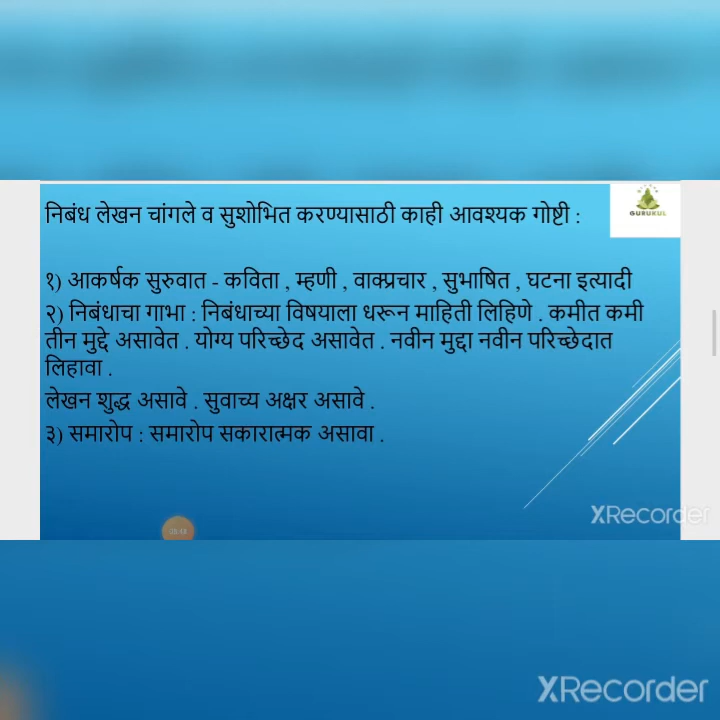 निबंध लेखन चांगले व सुशोभित करण्यासाठी काही आवश्यक गोष्टी :
GURUKUL
१) आकर्षक सुरुवात - कविता , म्हणी , वाक्प्रचार , सुभाषित , घटना इत्यादी
२) निबंधाचा गाभा : निबंधाच्या विषयाला धरून माहिती लिहिणे . कमीत कमी
तीन मुद्दे असावेत . योग्य परिच्छेद असावेत . नवीन मुद्दा नवीन परिच्छेदात
लिहावा .
लेखन शुद्ध असावे . सुवाच्य अक्षर असावे .
३) समारोप : समारोप सकारात्मक असावा .
XRecorder
XRecorder